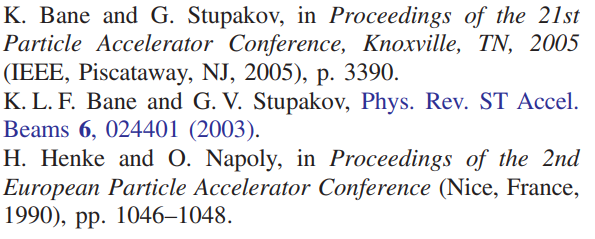 K. Bane and G. Stupakov, in Proceedings of the 21st
Particle Accelerator Conference, Knoxville, TN, 2005
(IEEE, Piscataway, NJ, 2005), p. 3390.
K. L. F. Bane and G. V. Stupakov, Phys. Rev. ST Accel.
Beams 6, 024401 (2003).
H. Henke and O. Napoly, in Proceedings of the 2nd
European Particle Accelerator Conference (Nice, France,
1990), pp. 1046–1048.